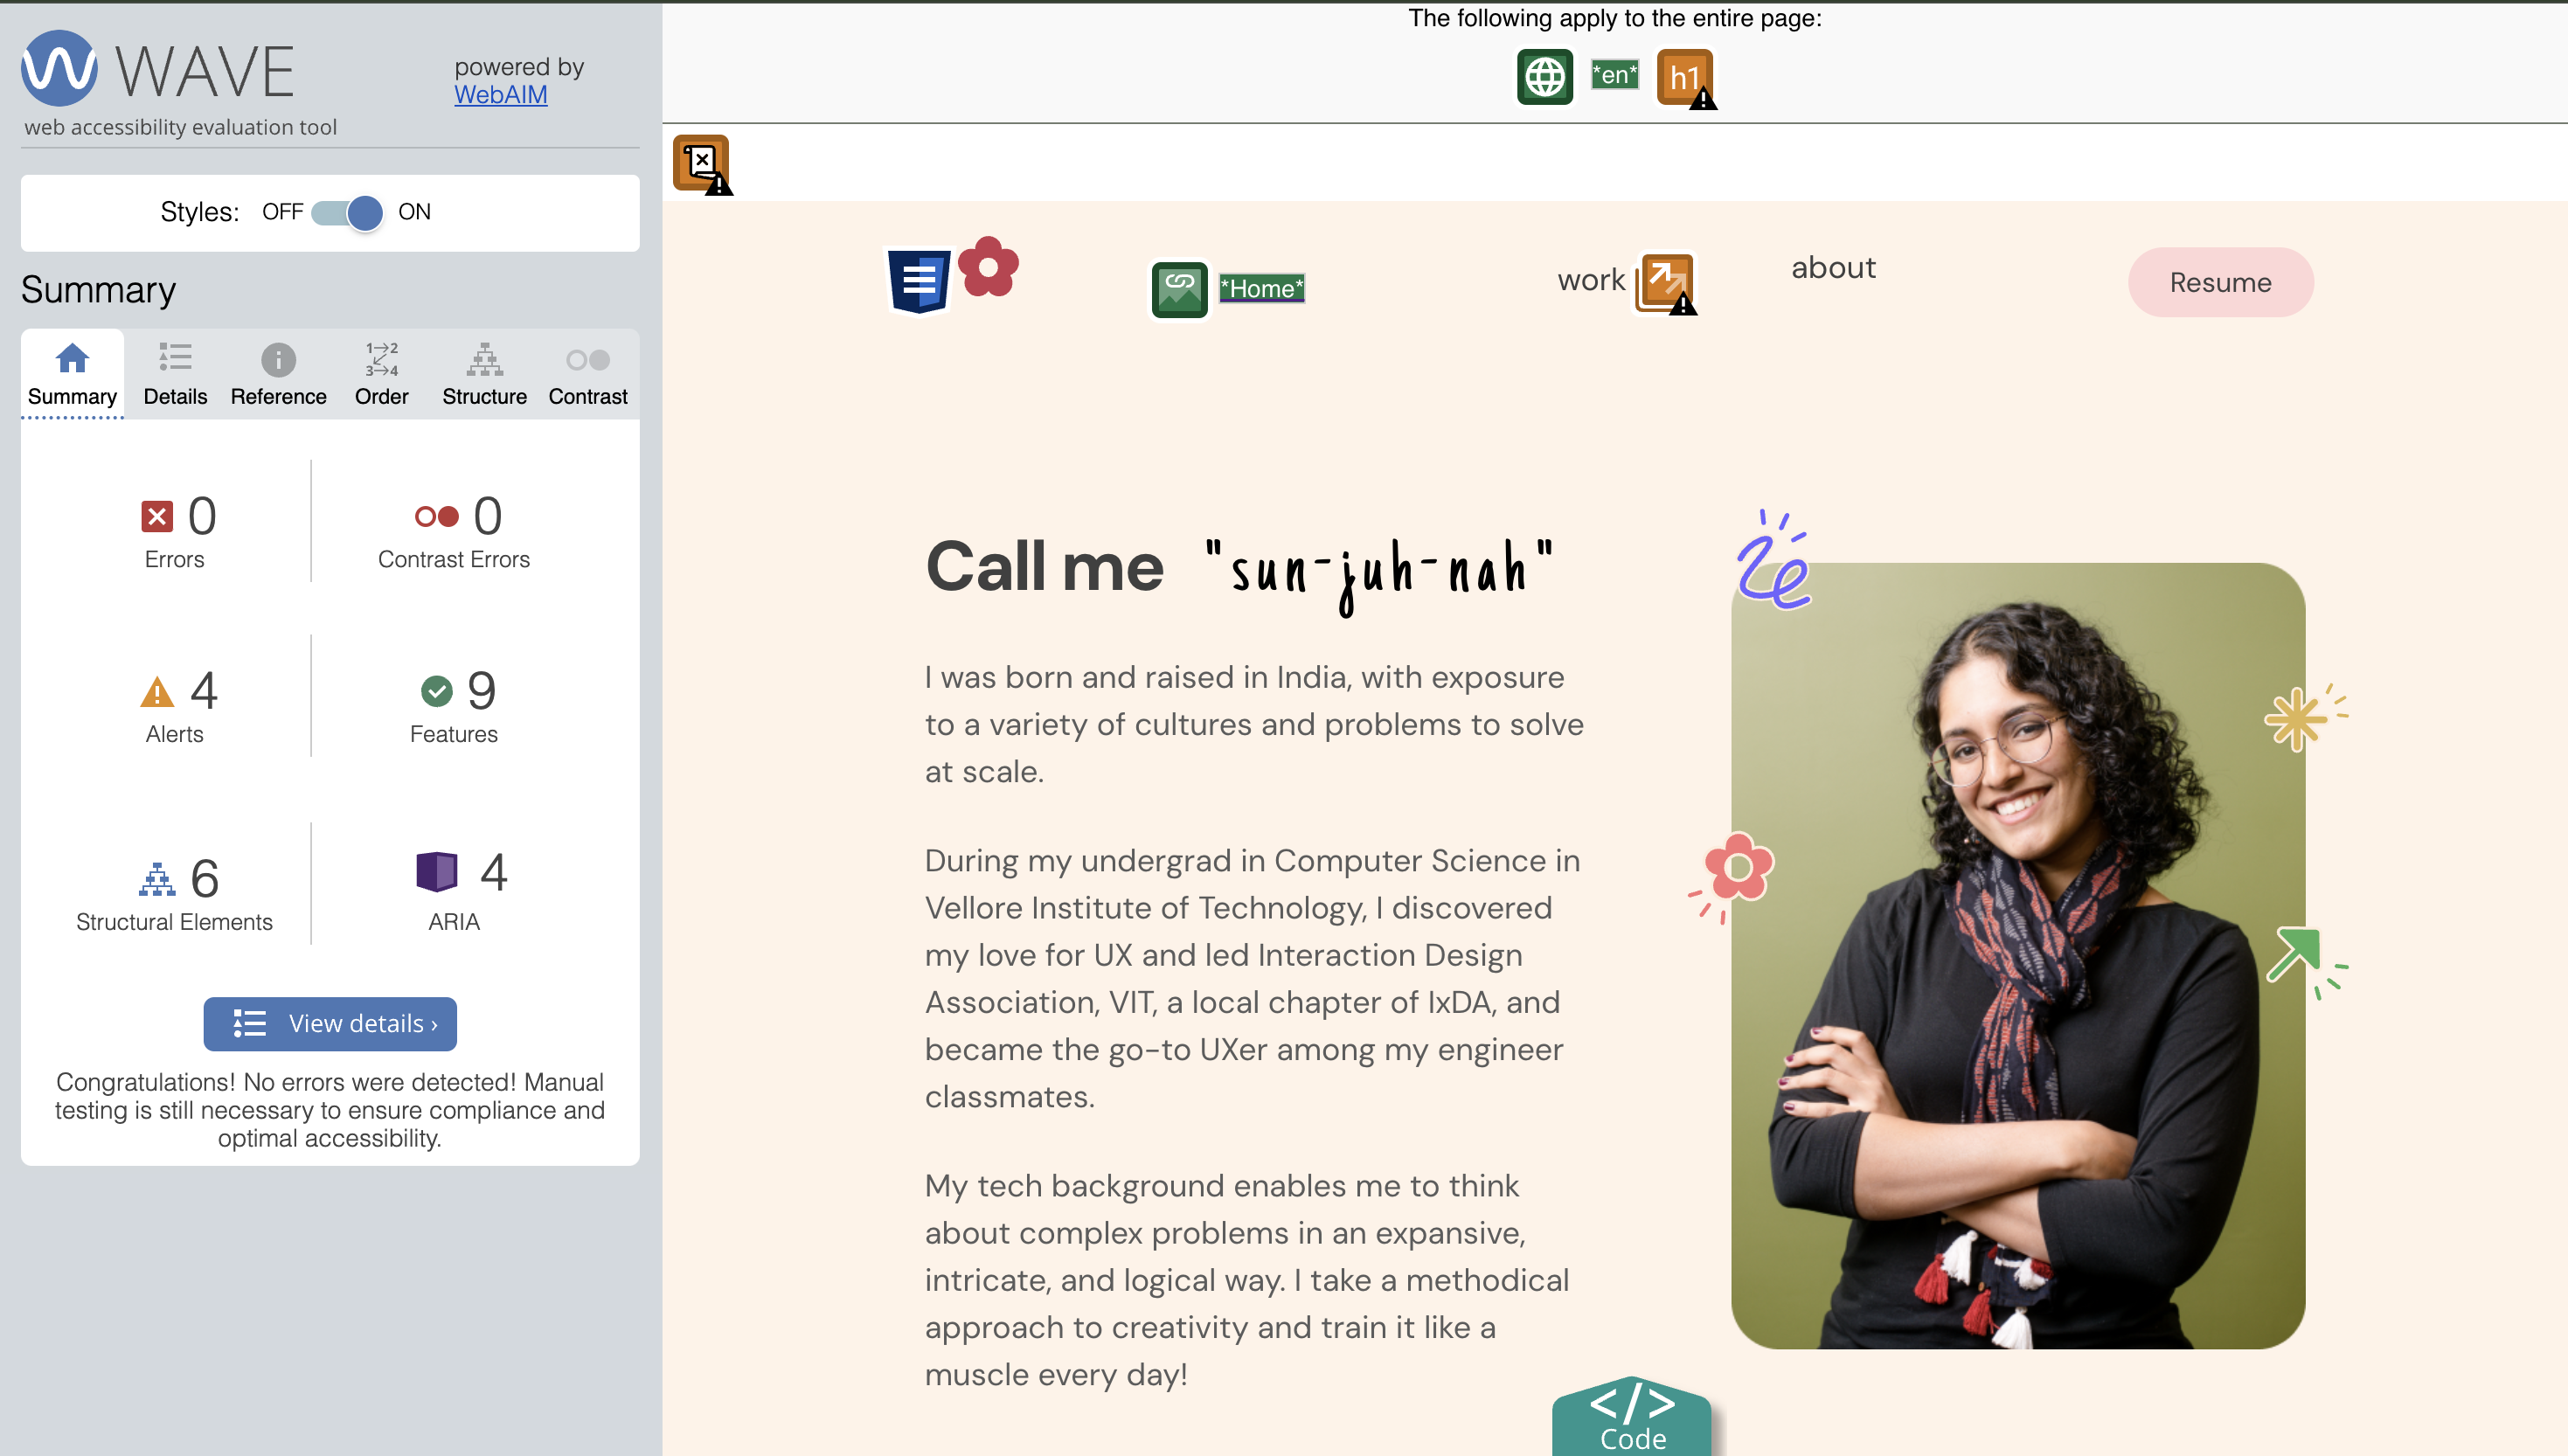 WAVE
powered by
WebAIM
web accessibility evaluation tool
Styles: OFF ON
Summary
Summary Details Reference Order Structure Contrast
1→2
3→4
0
Errors
0
Contrast Errors
4
Alerts
9
Features
6
Structural Elements
4
ARIA
View details ›
Congratulations! No errors were detected! Manual
testing is still necessary to ensure compliance and
optimal accessibility.
The following apply to the entire page:
*en* h1
*Home* work about Resume
Call me "sun-juh-nah"
I was born and raised in India, with exposure
to a variety of cultures and problems to solve
at scale.
During my undergrad in Computer Science in
Vellore Institute of Technology, I discovered
my love for UX and led Interaction Design
Association, VIT, a local chapter of IxDA, and
became the go-to UXer among my engineer
classmates.
My tech background enables me to think
about complex problems in an expansive,
intricate, and logical way. I take a methodical
approach to creativity and train it like a
muscle every day!
</>
Code